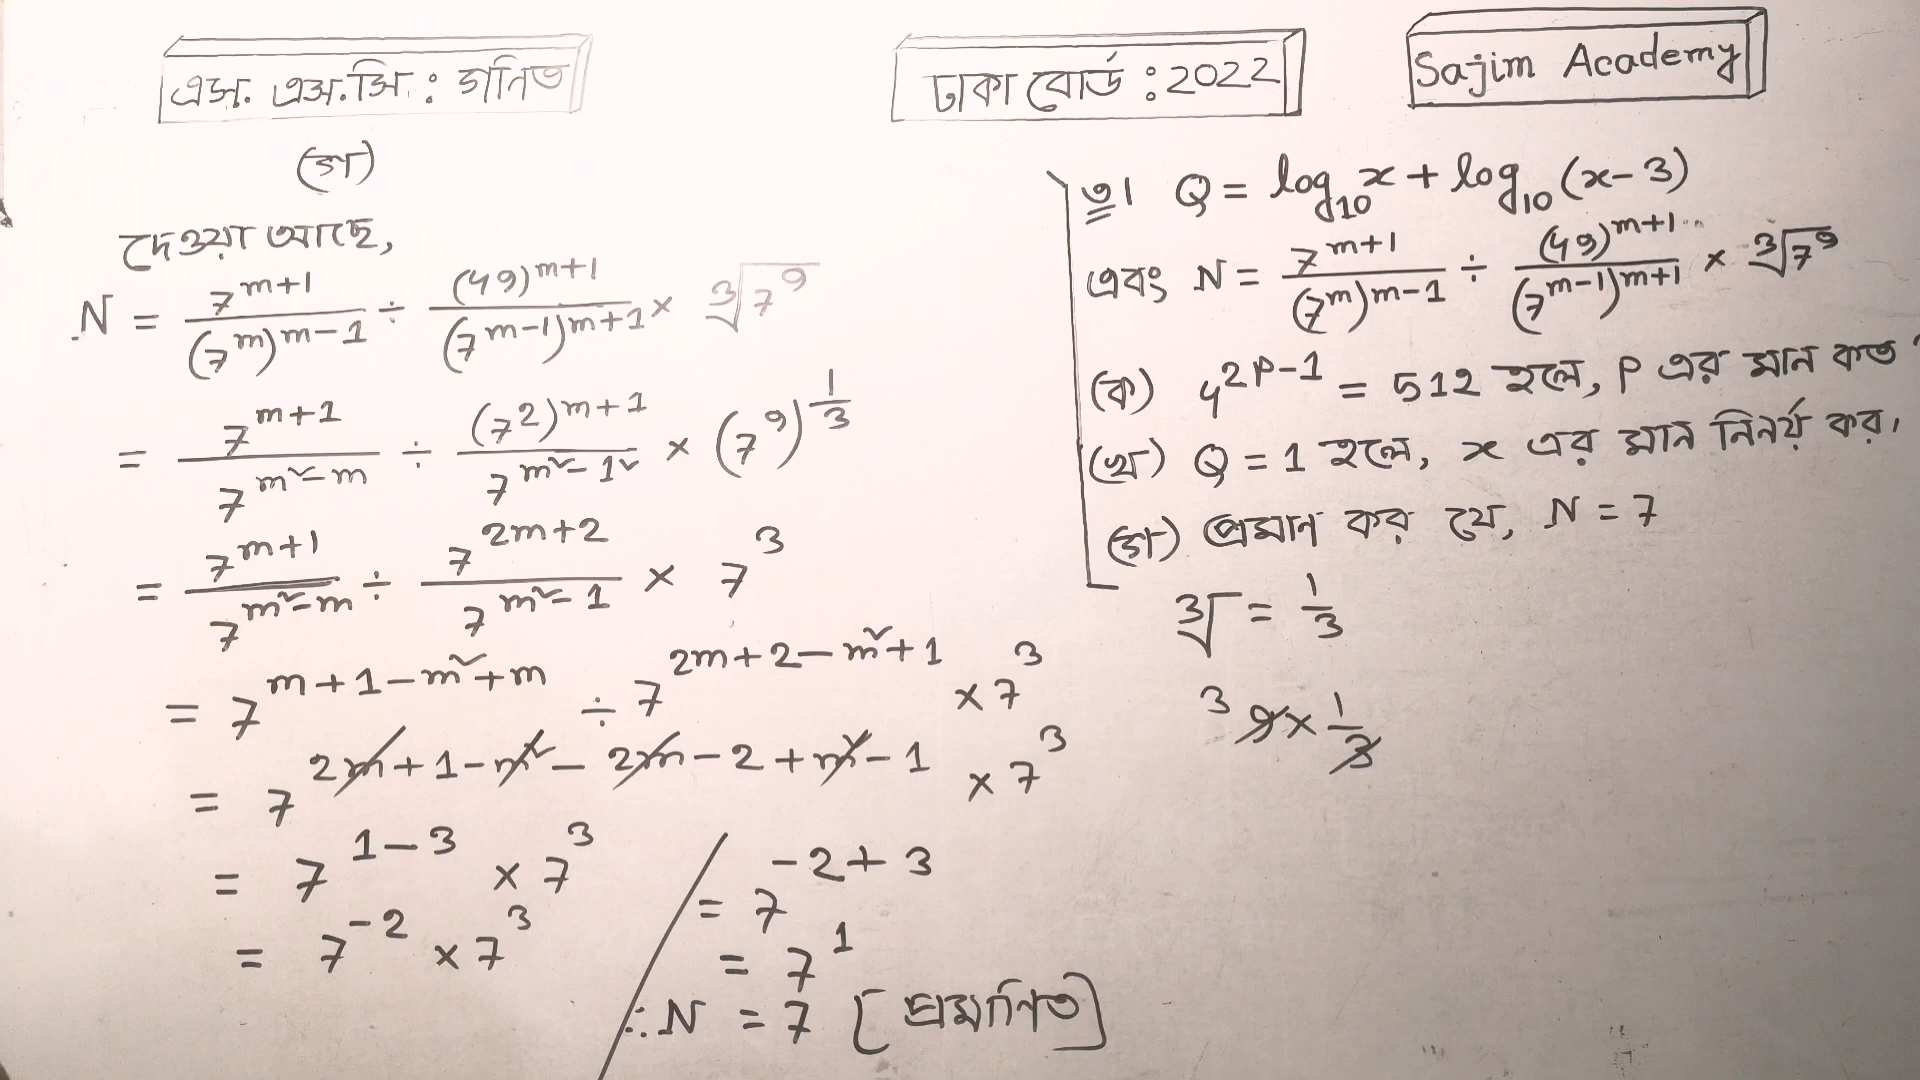 এস. এস.সি : গনিত
ঢাকা বোর্ড : 2022
Sajim Academy
(গ)
দেওয়া আছে,
N = 7^{m+1}/(7^m)^{m-1} ÷ (49)^{m+1}/(7^{m-1})^{m+1} × ∛7^9
= 7^{m+1}/7^{m²-m} ÷ (7^2)^{m+1}/7^{m²-1²} × (7^9)^{1/3}
= 7^{m+1}/7^{m²-m} ÷ 7^{2m+2}/7^{m²-1} × 7^3
= 7^{m+1-m²+m} ÷ 7^{2m+2-m²+1} × 7^3
= 7^{2m+1-m²-2m-2+m²-1} × 7^3
= 7^{1-3} × 7^3
= 7^{-2} × 7^3
= 7^{-2+3}
= 7^1
∴ N = 7 [প্রমাণিত]
৩। Q = log₁₀x + log₁₀(x-3)
এবং N = 7^{m+1}/(7^m)^{m-1} ÷ (49)^{m+1}/(7^{m-1})^{m+1} × ∛7^9
(ক) 4^{2P-1} = 512 হলে, P এর মান কত ?
(খ) Q = 1 হলে, x এর মান নির্নয় কর।
(গ) প্রমান কর যে, N = 7
∛ = 1/3
3 9 × 1/3